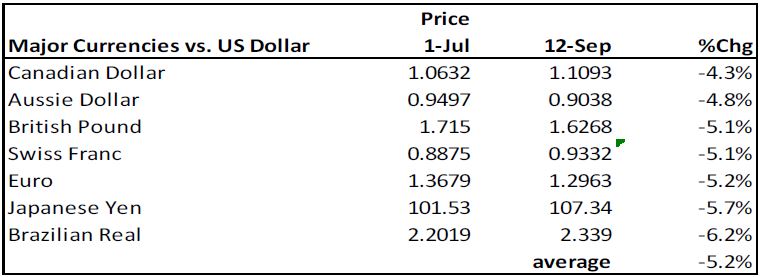 Price
Major Currencies vs. US Dollar 1-Jul 12-Sep %Chg
Canadian Dollar 1.0632 1.1093 -4.3%
Aussie Dollar 0.9497 0.9038 -4.8%
British Pound 1.715 1.6268 -5.1%
Swiss Franc 0.8875 0.9332 -5.1%
Euro 1.3679 1.2963 -5.2%
Japanese Yen 101.53 107.34 -5.7%
Brazilian Real 2.2019 2.339 -6.2%
average -5.2%